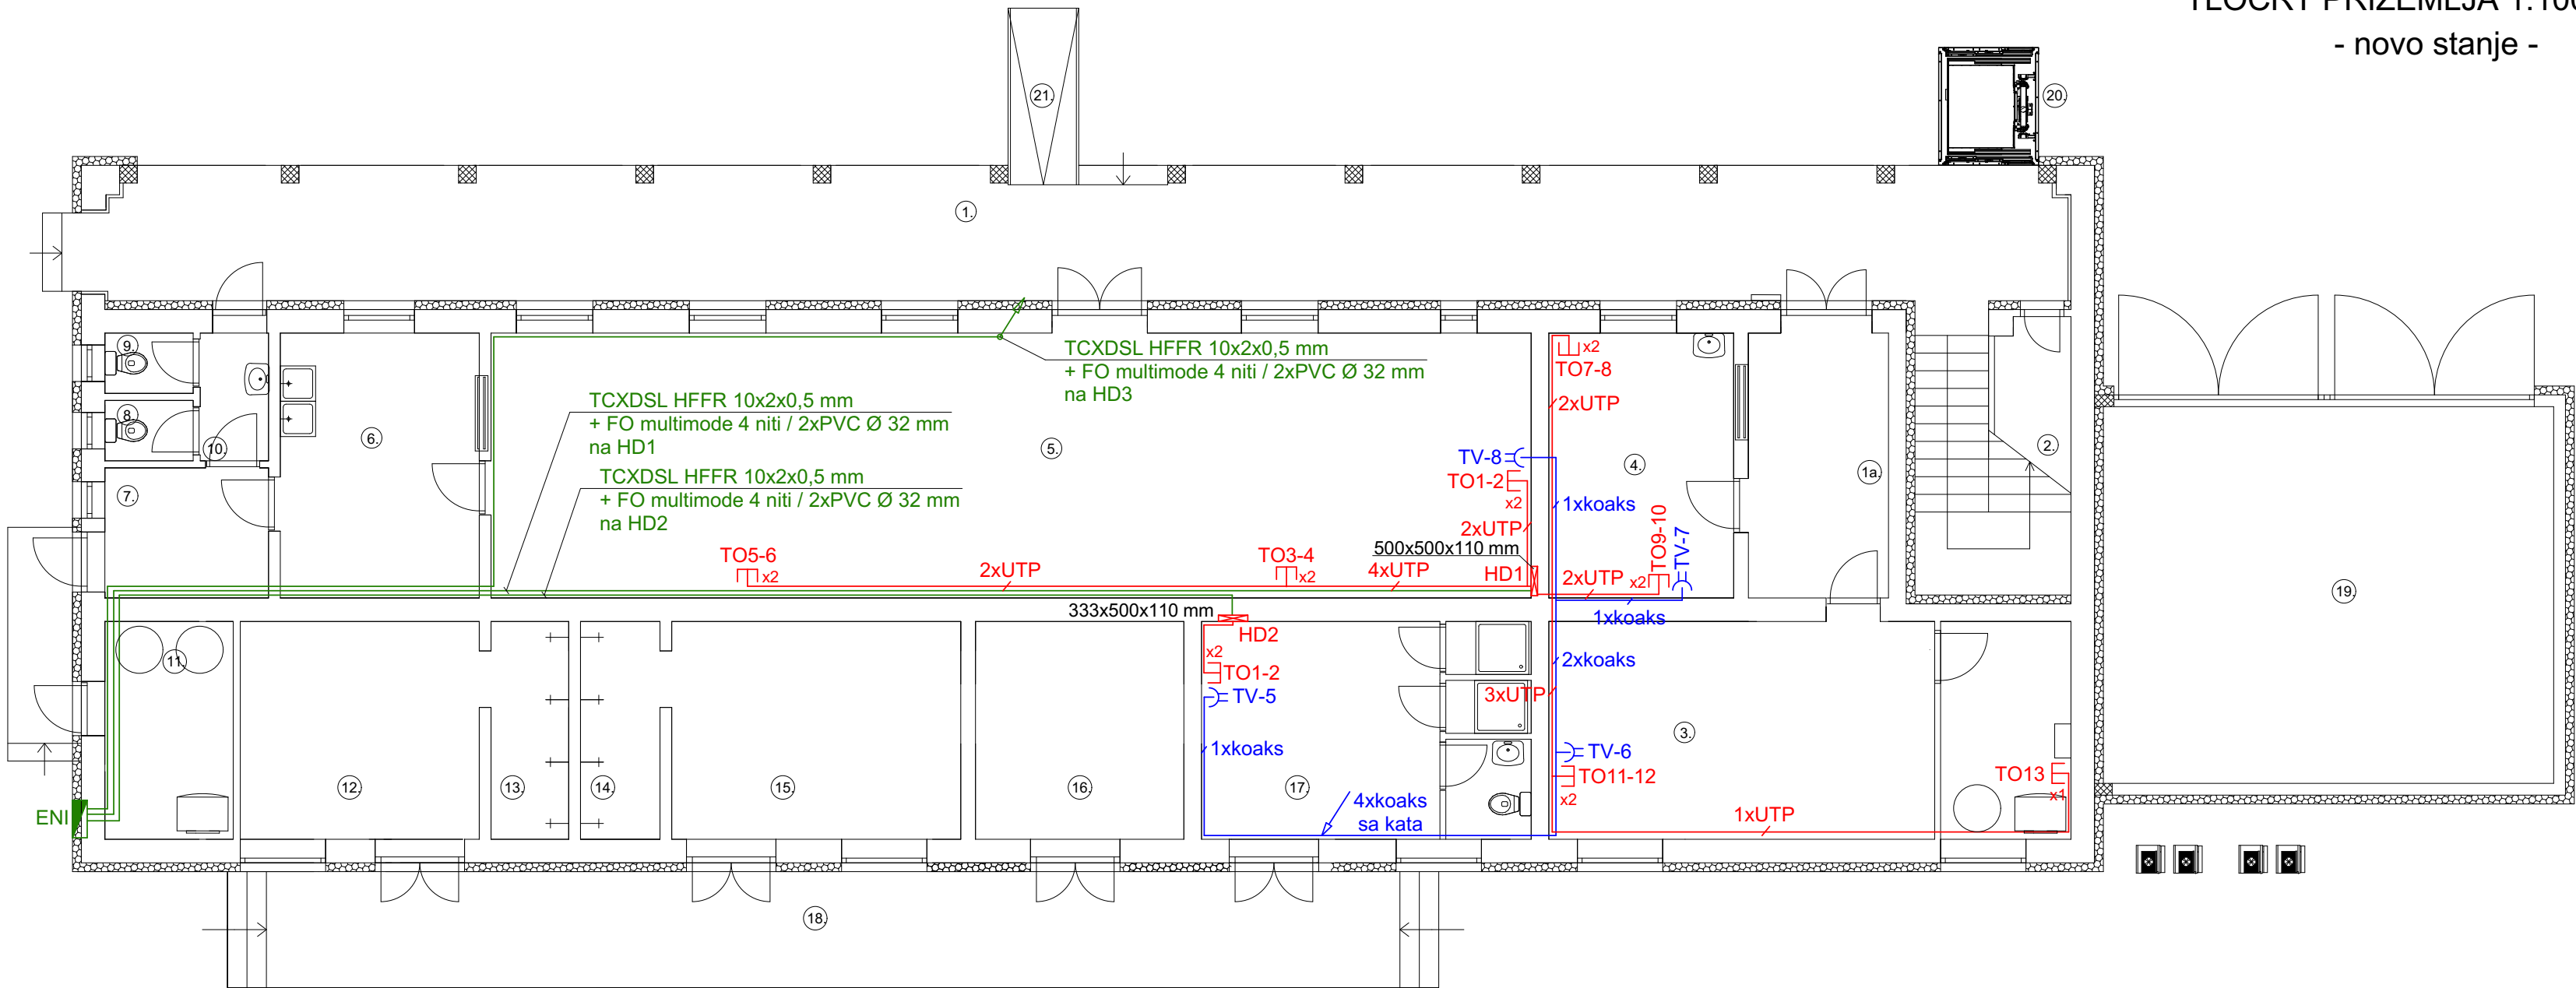 TLOCRT PRIZEMLJA 1:100
- novo stanje -
21.
20.
1.
TCXDSL HFFR 10x2x0,5 mm
+ FO multimode 4 niti / 2xPVC Ø 32 mm
na HD3
TCXDSL HFFR 10x2x0,5 mm
+ FO multimode 4 niti / 2xPVC Ø 32 mm
na HD1
TCXDSL HFFR 10x2x0,5 mm
+ FO multimode 4 niti / 2xPVC Ø 32 mm
na HD2
9.
8.
10.
7.
6.
5.
x2
TO7-8
2xUTP
4.
1a.
2.
TV-8
TO1-2
x2
2xUTP
1xkoaks
TO9-10
TV-7
500x500x110 mm
TO5-6
x2
2xUTP
TO3-4
x2
4xUTP
HD1
2xUTP
x2
1xkoaks
19.
333x500x110 mm
HD2
x2
TO1-2
TV-5
1xkoaks
2xkoaks
3xUTP
3.
TV-6
TO11-12
x2
TO13
x1
1xUTP
4xkoaks
sa kata
11.
12.
13.
14.
15.
16.
17.
ENI
18.